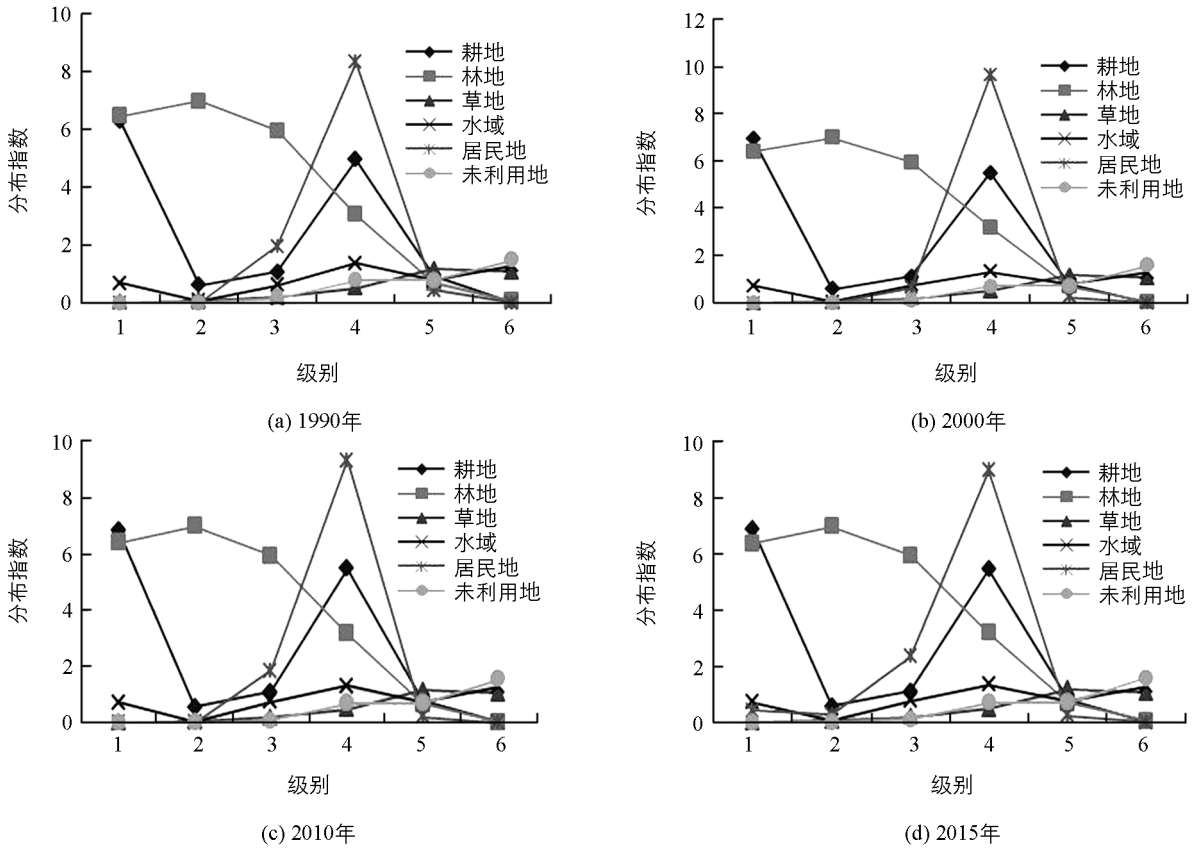 10
8
6
4
2
0
分布指数
耕地
林地
草地
水域
居民地
未利用地
1 2 3 4 5 6
级别
(a) 1990年
12
10
8
6
4
2
0
分布指数
耕地
林地
草地
水域
居民地
未利用地
1 2 3 4 5 6
级别
(b) 2000年
10
8
6
4
2
0
分布指数
耕地
林地
草地
水域
居民地
未利用地
1 2 3 4 5 6
级别
(c) 2010年
10
8
6
4
2
0
分布指数
耕地
林地
草地
水域
居民地
未利用地
1 2 3 4 5 6
级别
(d) 2015年